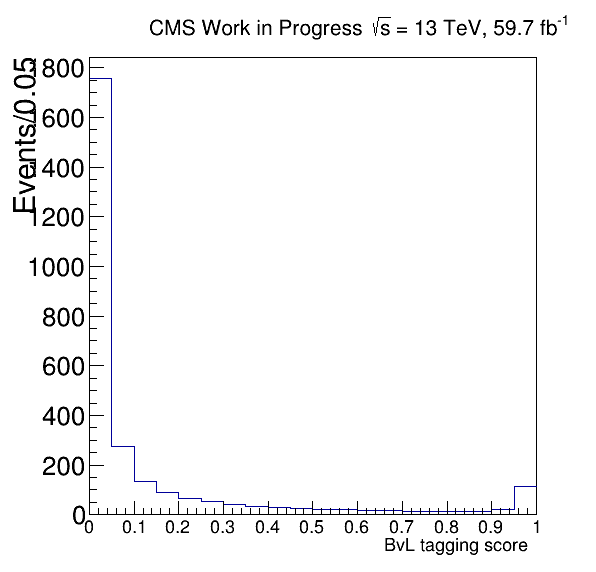 CMS Work in Progress √s = 13 TeV, 59.7 fb⁻¹
Events/0.05
1800
1600
1400
1200
1000
800
600
400
200
0
0 0.1 0.2 0.3 0.4 0.5 0.6 0.7 0.8 0.9 1
BvL tagging score